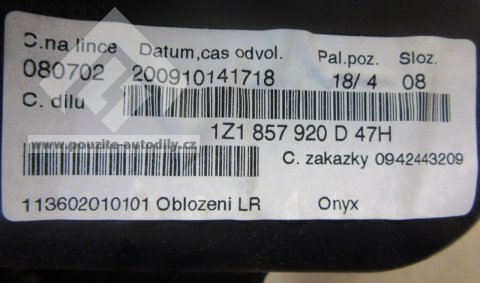 C.na lince Datum,cas odvol. Pal.poz. Sloz.
080702 200910141718 18/ 4 08
C. dílu
1Z1 857 920 D 47H
www.pouzite-autodily.cz
C. zakazky 0942443209
113602010101 Oblozeni LR Onyx